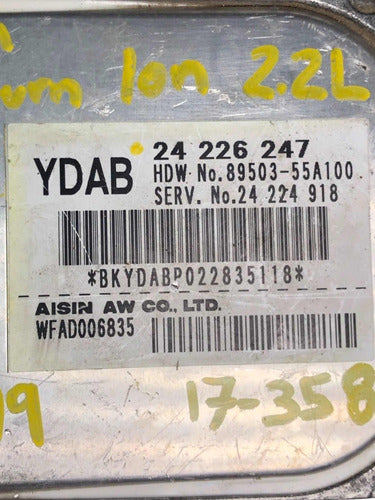 Ion 2.2L
24 226 247
YDAB
HDW No.89503-55A100
SERV. No.24 224 918
*BKYDABP022835118*
AISIN AW CO., LTD.
WFAD006835
17-358